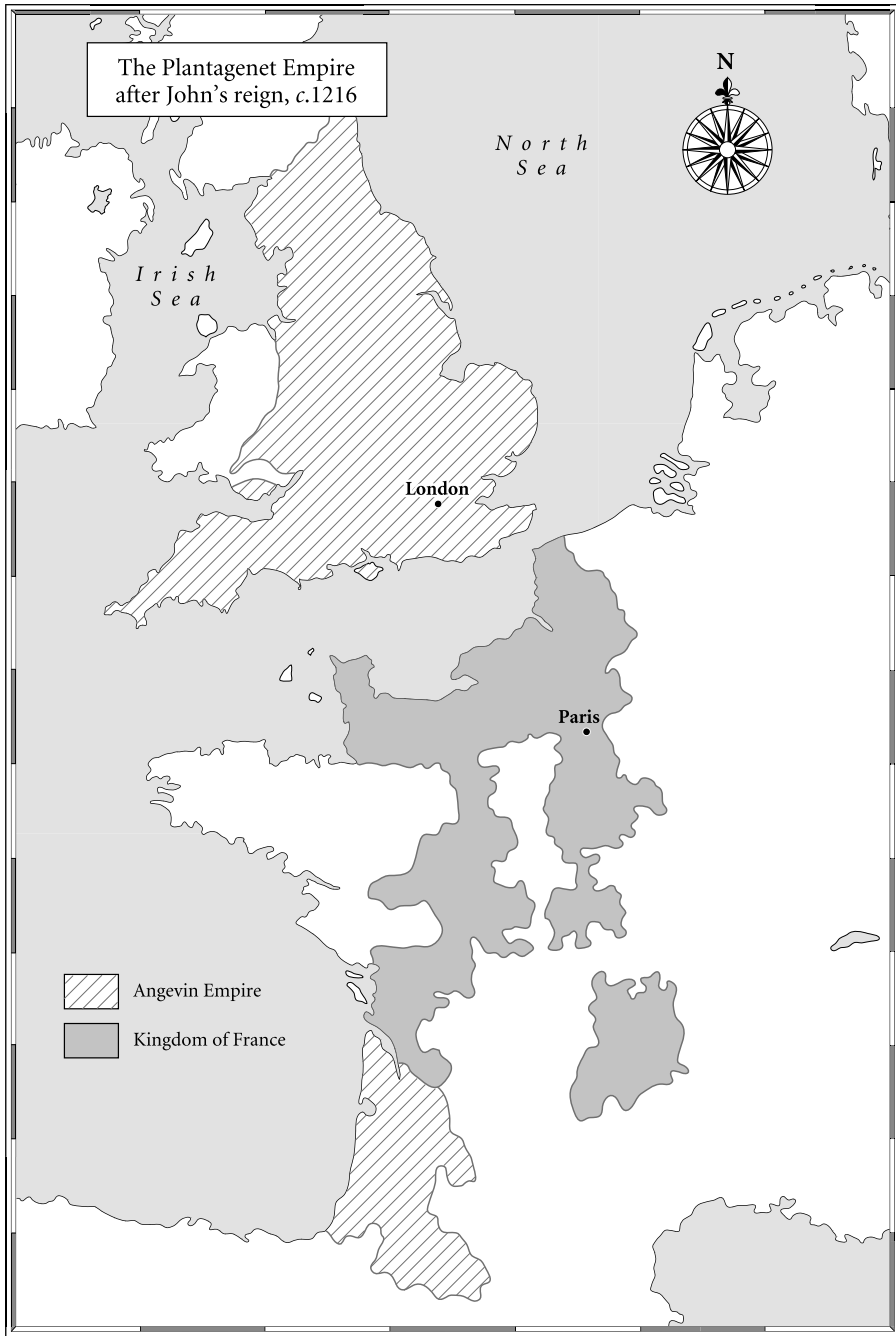 The Plantagenet Empire
after John’s reign, c.1216
N
North
Sea
Irish
Sea
London
Paris
Angevin Empire
Kingdom of France